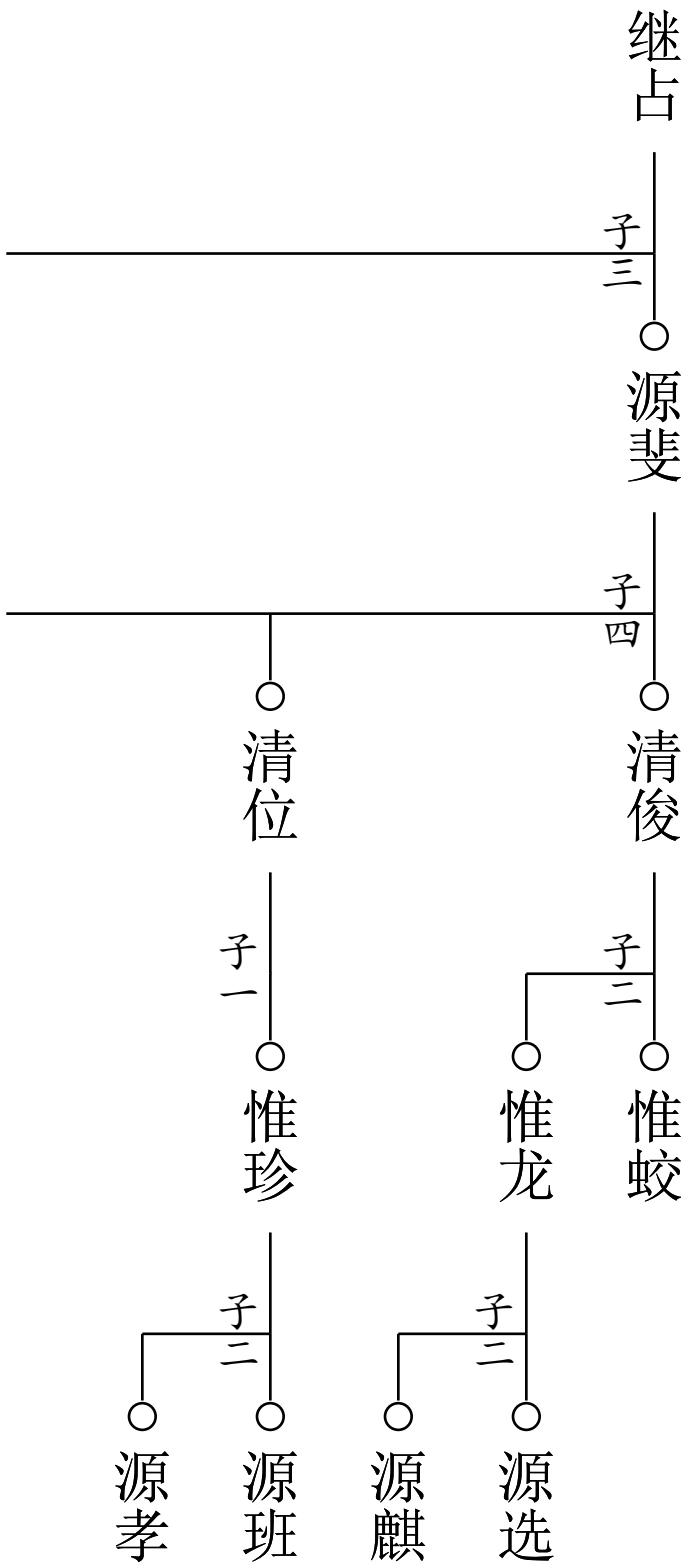 继占
子三
源斐
子四
清俊
清位
子二
子一
惟蛟
惟龙
惟珍
子二
子二
源选
源麒
源班
源孝